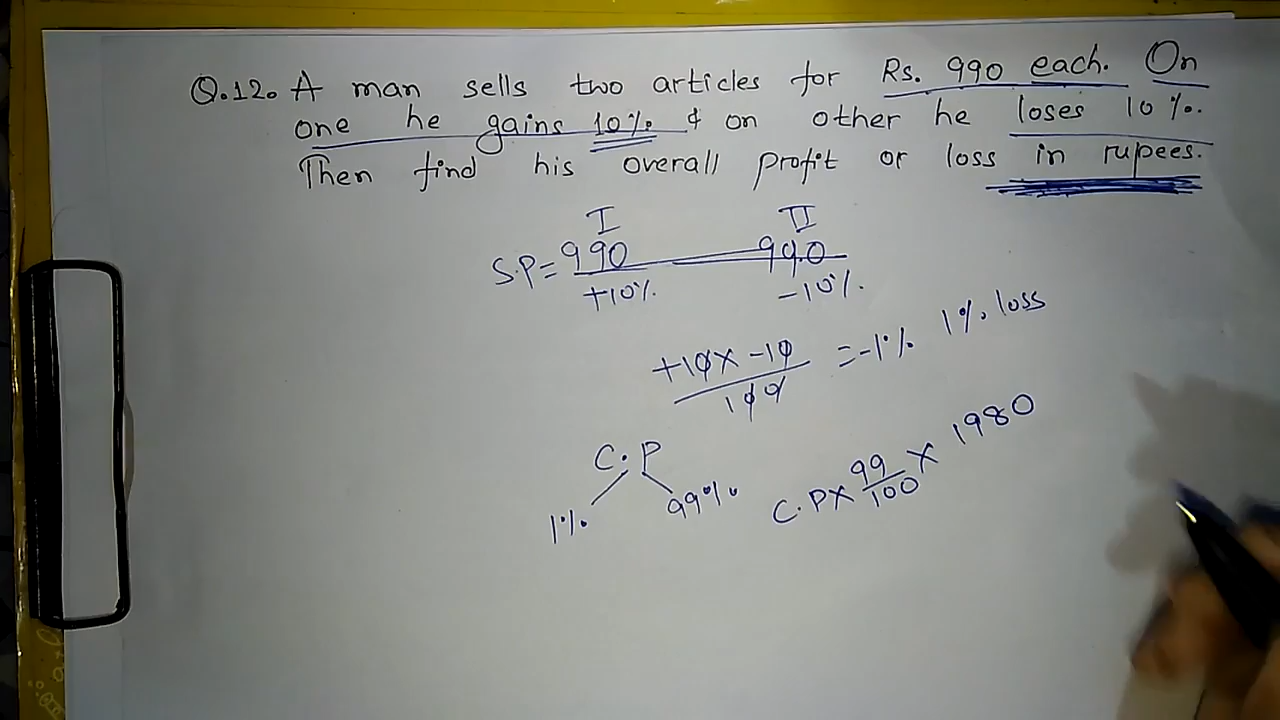 Q.12. A man sells two articles for Rs. 990 each. On
one he gains 10% & on other he loses 10%.
Then find his overall profit or loss in rupees.
I II
S.P = 990 990
+10% -10%
+10 x -10 / 100 = -1% 1% loss
C.P
1% 99%
C.P x 99/100 x 1980